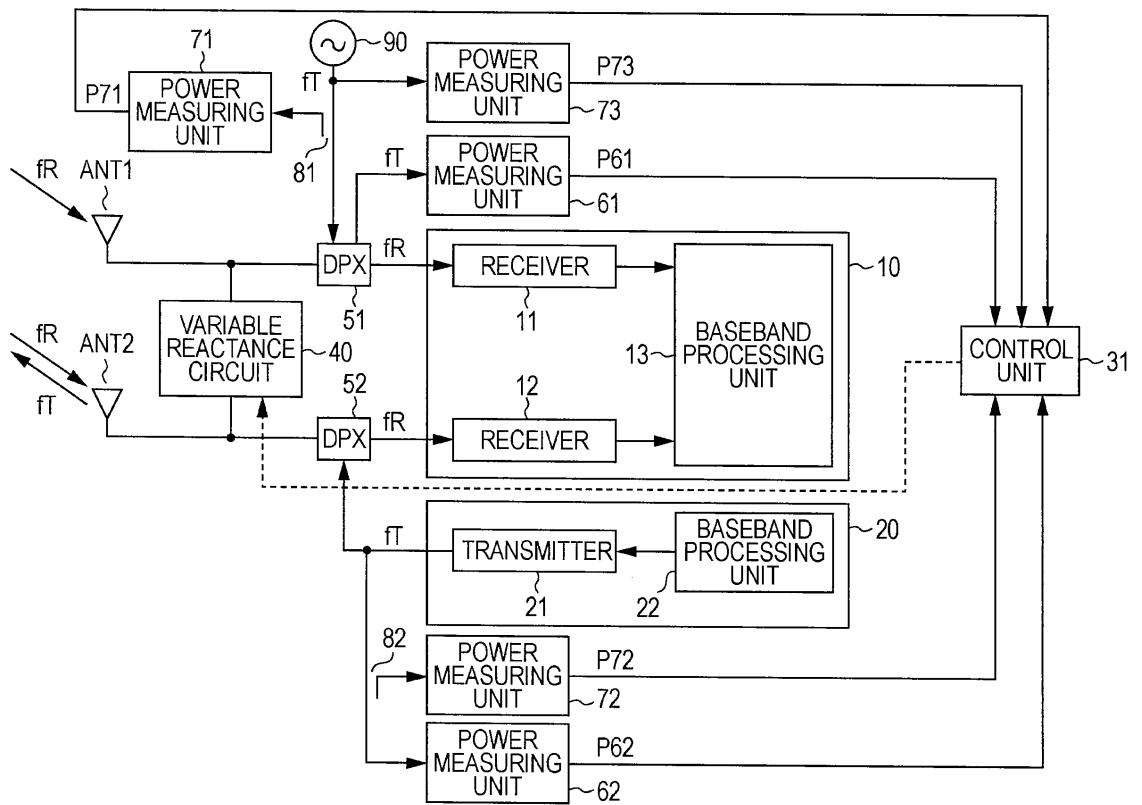 71
POWER
MEASURING
UNIT
P71
90
fT
81
POWER
MEASURING
UNIT
73
P73
fT
POWER
MEASURING
UNIT
61
P61
fR
ANT1
DPX
51
fR
RECEIVER
11
10
VARIABLE
REACTANCE
CIRCUIT
40
13
BASEBAND
PROCESSING
UNIT
CONTROL
UNIT
31
fR
fT
ANT2
52
DPX
fR
12
RECEIVER
fT
TRANSMITTER
21
BASEBAND
PROCESSING
UNIT
22
20
82
POWER
MEASURING
UNIT
72
P72
POWER
MEASURING
UNIT
62
P62